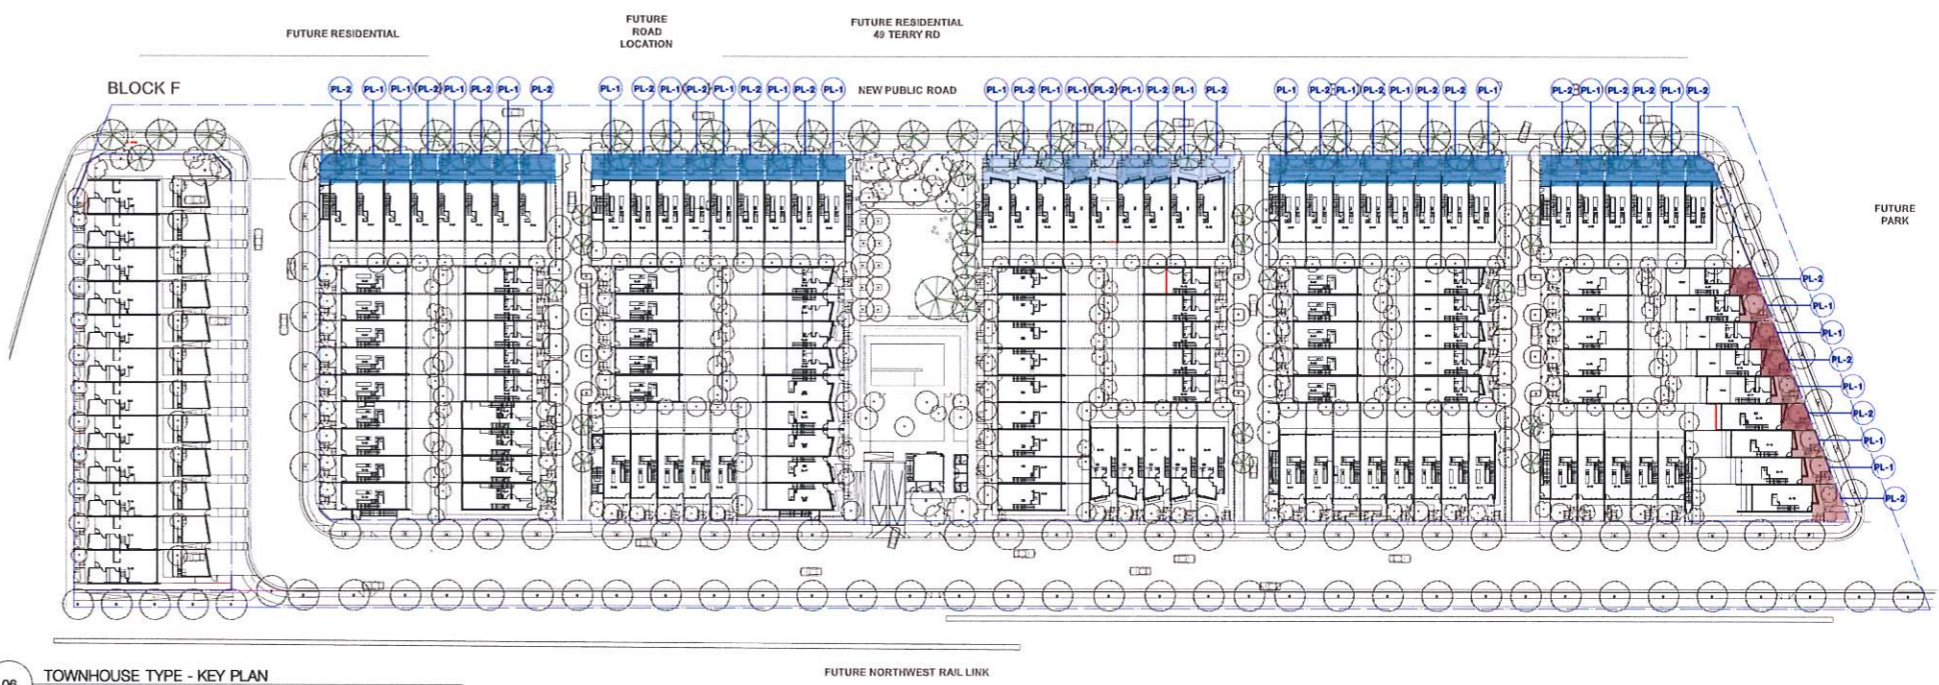 FUTURE RESIDENTIAL
FUTURE
ROAD
LOCATION
FUTURE RESIDENTIAL
49 TERRY RD
BLOCK F
PL-2 PL-1 PL-1 PL-2 PL-1 PL-2 PL-1 PL-2
PL-1 PL-2 PL-1 PL-2 PL-1 PL-2 PL-1 PL-2 PL-1
NEW PUBLIC ROAD
PL-1 PL-2 PL-1 PL-1 PL-2 PL-1 PL-2 PL-1 PL-2
PL-1 PL-2 PL-1 PL-2 PL-1 PL-2 PL-2 PL-1
PL-2 PL-1 PL-2 PL-2 PL-1 PL-2
FUTURE
PARK
PL-2
PL-1
PL-1
PL-2
PL-1
PL-2
PL-1
PL-1
PL-2
06
TOWNHOUSE TYPE - KEY PLAN
FUTURE NORTHWEST RAIL LINK